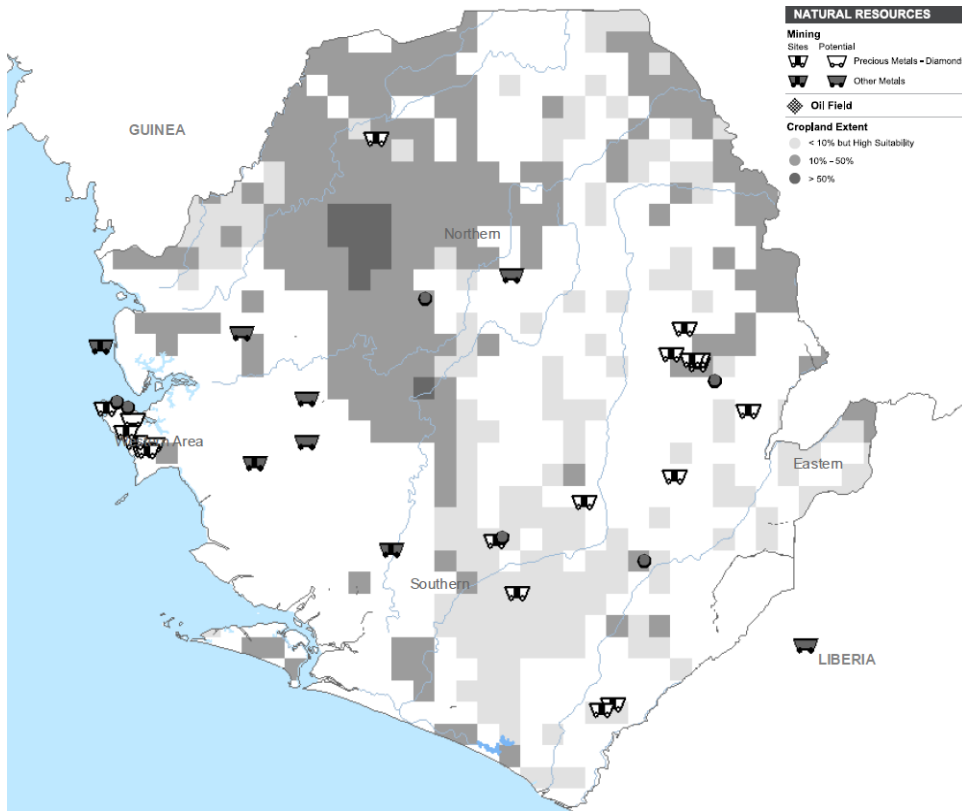 NATURAL RESOURCES
Mining
Sites Potential
Precious Metals - Diamond
Other Metals
Oil Field
Cropland Extent
< 10% but High Suitability
10% - 50%
> 50%
GUINEA
Northern
Western Area
Eastern
Southern
LIBERIA